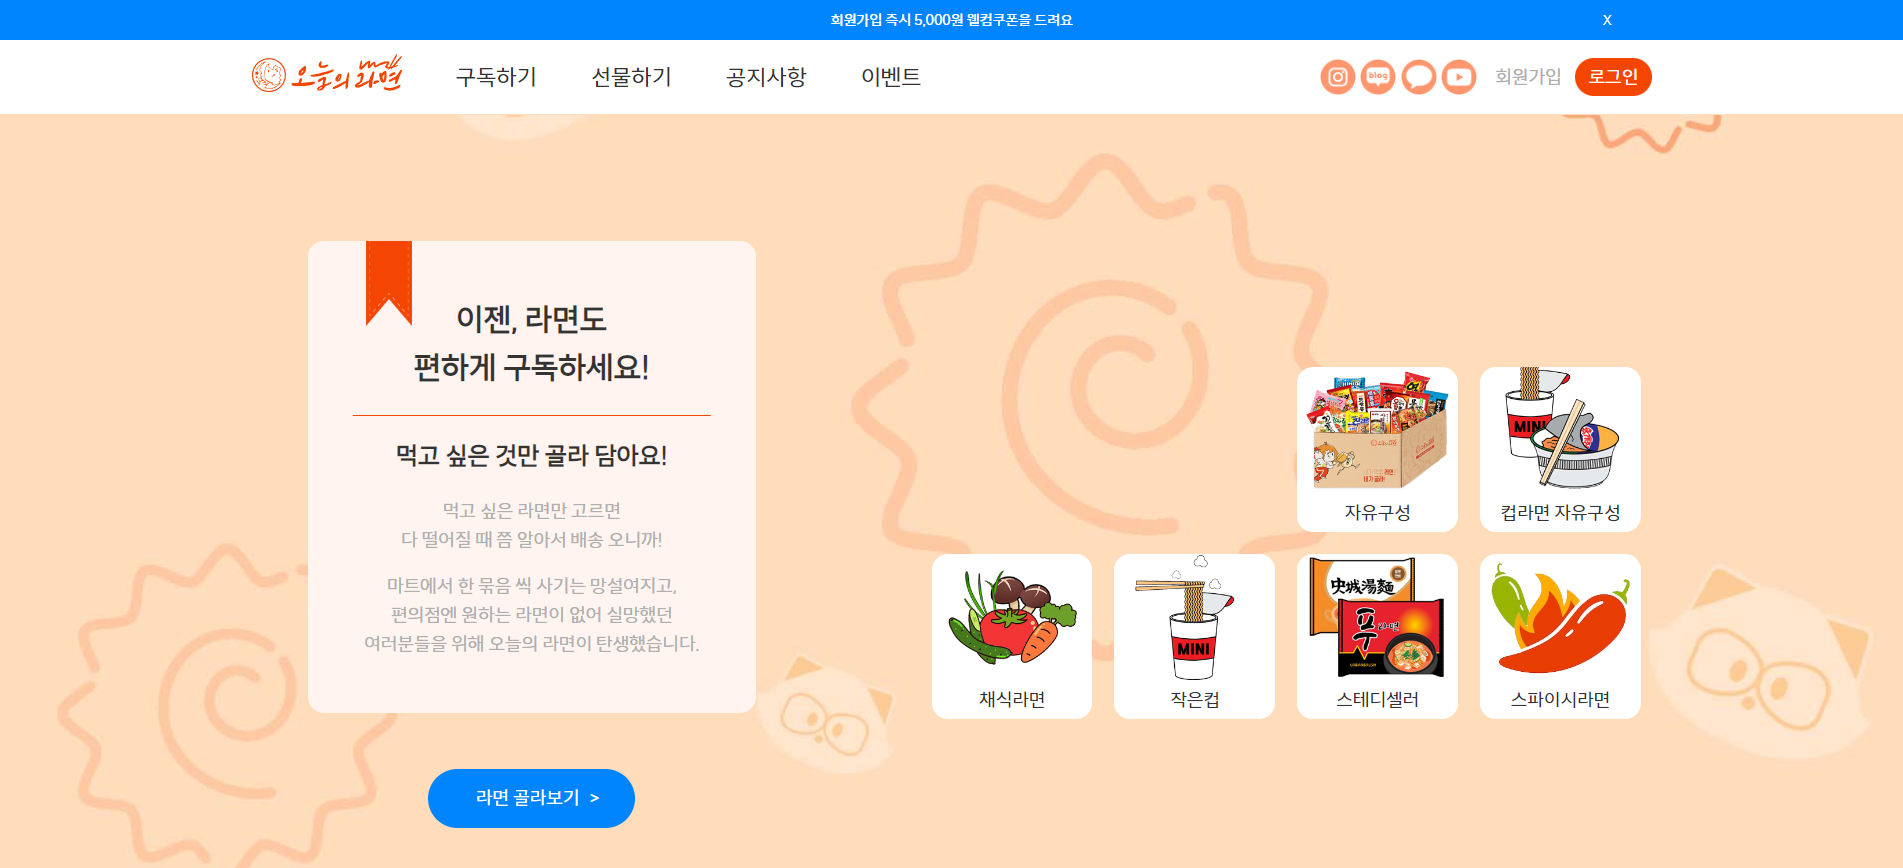 회원가입 즉시 5,000원 웰컴쿠폰을 드려요
X
오늘의 라면
구독하기
선물하기
공지사항
이벤트
blog
회원가입
로그인
이젠, 라면도
편하게 구독하세요!
먹고 싶은 것만 골라 담아요!
먹고 싶은 라면만 고르면
다 떨어질 때 쯤 알아서 배송 오니까!
마트에서 한 묶음 씩 사기는 망설여지고,
편의점엔 원하는 라면이 없어 실망했던
여러분들을 위해 오늘의 라면이 탄생했습니다.
라면 골라보기 >
내가 골라!
자유구성
MINI
컵라면 자유구성
채식라면
MINI
작은컵
푸
라면
스테디셀러
스파이시라면